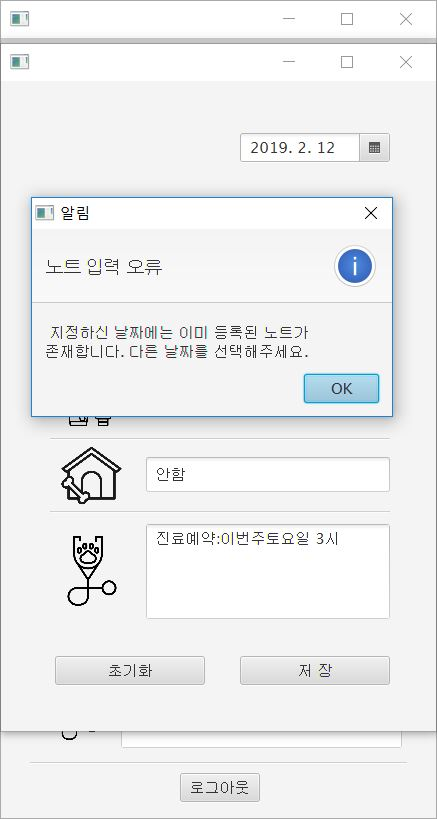 2019. 2. 12
알림
노트 입력 오류
지정하신 날짜에는 이미 등록된 노트가
존재합니다. 다른 날짜를 선택해주세요.
OK
안함
진료예약:이번주토요일 3시
초기화
저 장
로그아웃